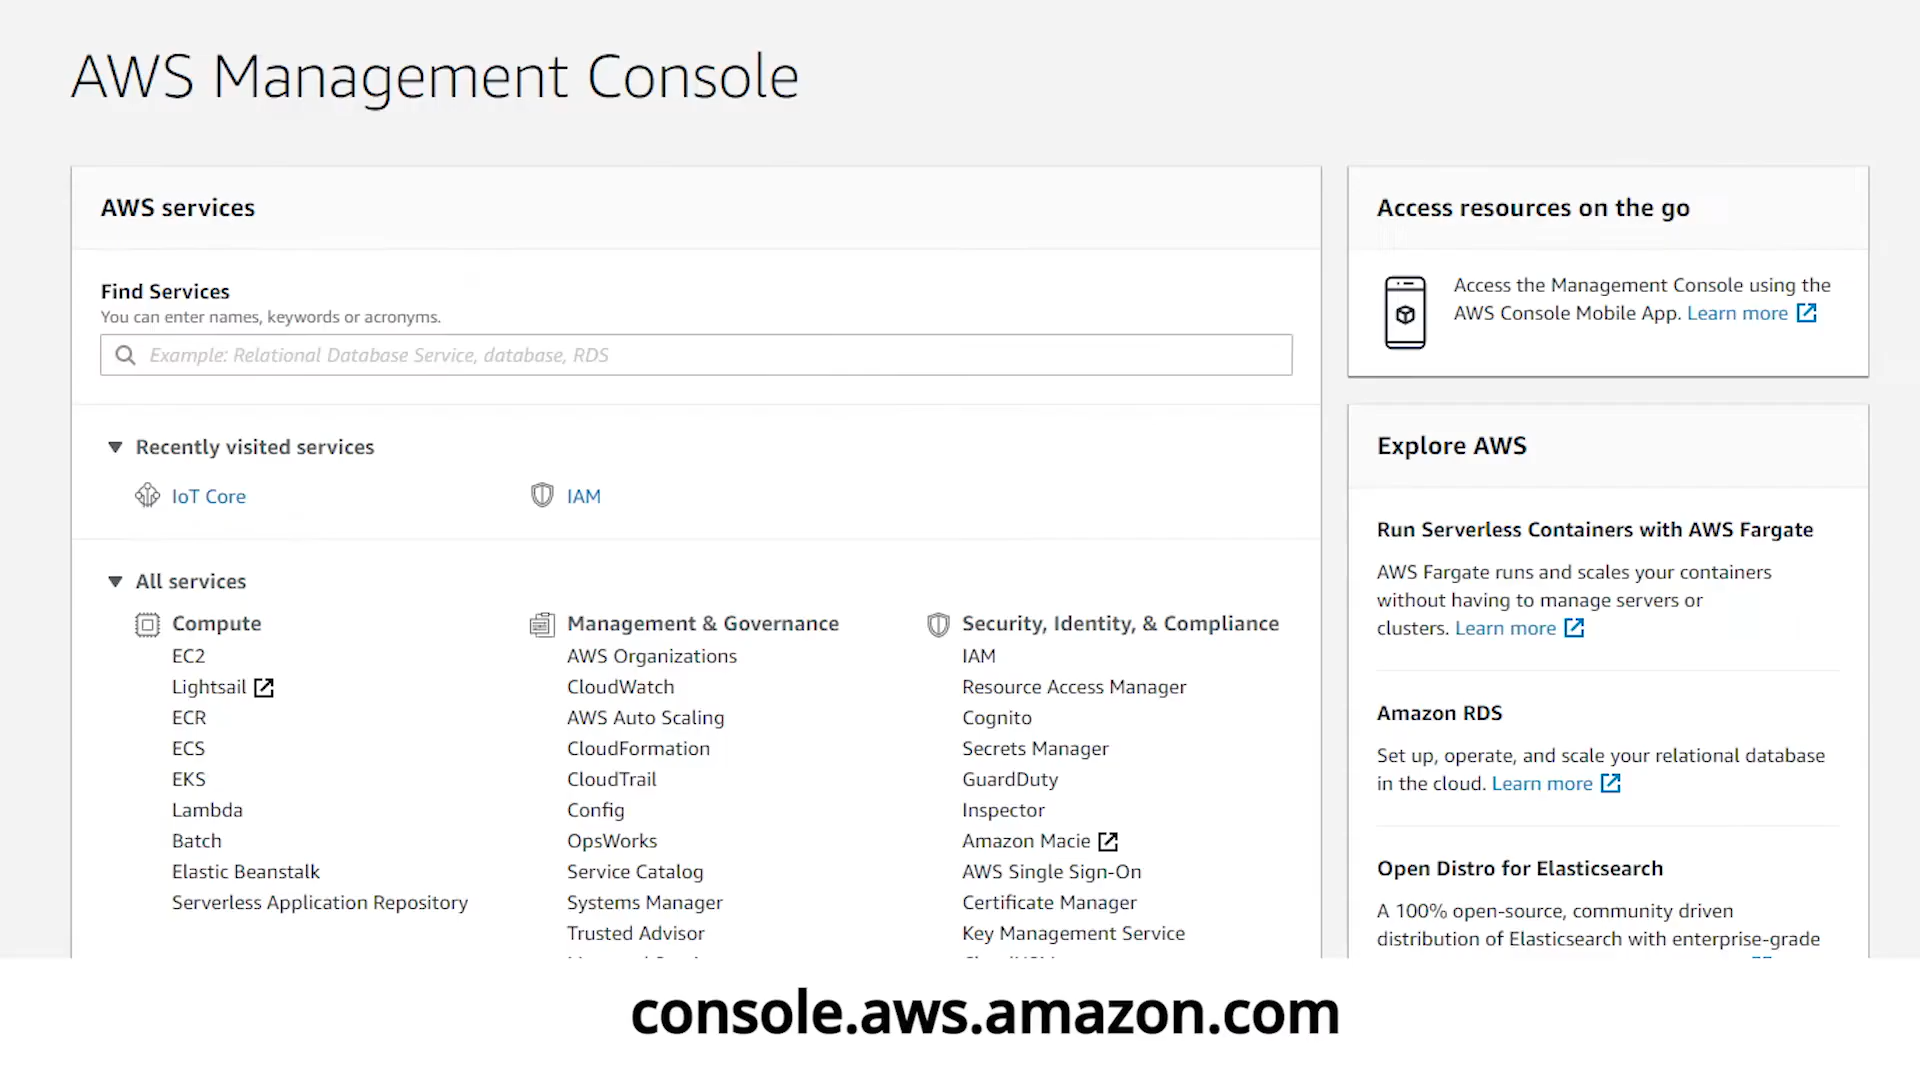 AWS Management Console
AWS services
Find Services
You can enter names, keywords or acronyms.
Example: Relational Database Service, database, RDS
Recently visited services
IoT Core
IAM
All services
Compute
EC2
Lightsail
ECR
ECS
EKS
Lambda
Batch
Elastic Beanstalk
Serverless Application Repository
Management & Governance
AWS Organizations
CloudWatch
AWS Auto Scaling
CloudFormation
CloudTrail
Config
OpsWorks
Service Catalog
Systems Manager
Trusted Advisor
Security, Identity, & Compliance
IAM
Resource Access Manager
Cognito
Secrets Manager
GuardDuty
Inspector
Amazon Macie
AWS Single Sign-On
Certificate Manager
Key Management Service
Access resources on the go
Access the Management Console using the
AWS Console Mobile App. Learn more
Explore AWS
Run Serverless Containers with AWS Fargate
AWS Fargate runs and scales your containers
without having to manage servers or
clusters. Learn more
Amazon RDS
Set up, operate, and scale your relational database
in the cloud. Learn more
Open Distro for Elasticsearch
A 100% open-source, community driven
distribution of Elasticsearch with enterprise-grade
console.aws.amazon.com